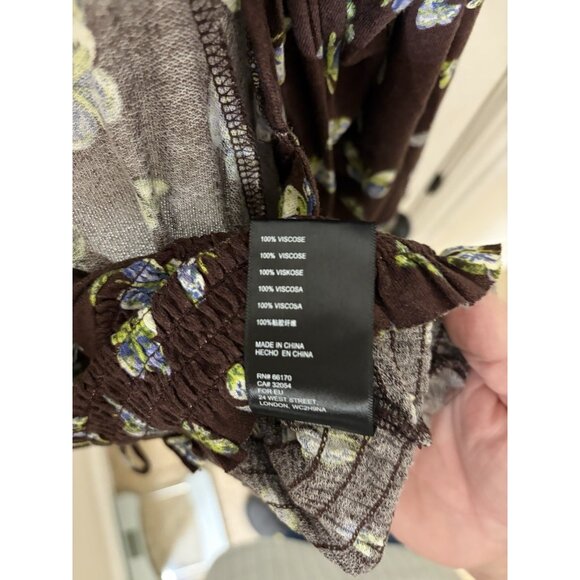 100% VISCOSE
100% VISCOSE
100% VISKOSE
100% VISCOSA
100% VISCOSA
100%黏胶纤维
MADE IN CHINA
HECHO EN CHINA
RN# 66170
CA# 32054
FOR EU
24 WEST STREET,
LONDON, WC2H9NA